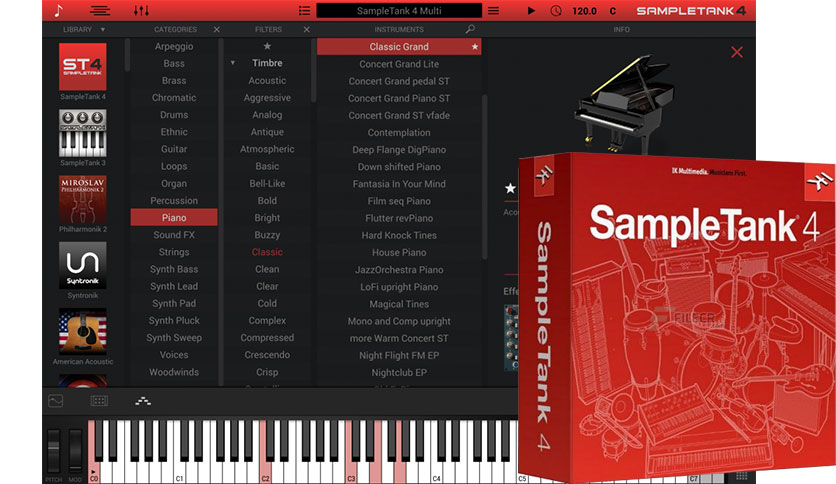 SampleTank 4 Multi
120.0
C
SAMPLETANK 4
LIBRARY
CATEGORIES
FILTERS
INSTRUMENTS
INFO
ST4
SAMPLETANK
SampleTank 4
SampleTank 3
MIROSLAV
PHILHARMONIK 2
Philharmonik 2
Syntronik
Syntronik
American Acoustic
Arpeggio
Bass
Brass
Chromatic
Drums
Ethnic
Guitar
Loops
Organ
Percussion
Piano
Sound FX
Strings
Synth Bass
Synth Lead
Synth Pad
Synth Pluck
Synth Sweep
Voices
Woodwinds
Timbre
Acoustic
Aggressive
Analog
Antique
Atmospheric
Basic
Bell-Like
Bold
Bright
Buzzy
Classic
Clean
Clear
Cold
Complex
Compressed
Crescendo
Crisp
Classic Grand
Concert Grand Lite
Concert Grand pedal ST
Concert Grand Piano ST
Concert Grand ST vfade
Contemplation
Deep Flange DigPiano
Down shifted Piano
Fantasia In Your Mind
Film seq Piano
Flutter revPiano
Hard Knock Tines
House Piano
JazzOrchestra Piano
LoFi upright Piano
Magical Tines
Mono and Comp upright
more Warm Concert ST
Night Flight FM EP
Nightclub EP
Acou
Effe
PITCH
MOD
C0
C1
C2
C3
C4
C5
C7
IK Multimedia. Musicians First.
SampleTank 4
SampleTank 4
FILECR